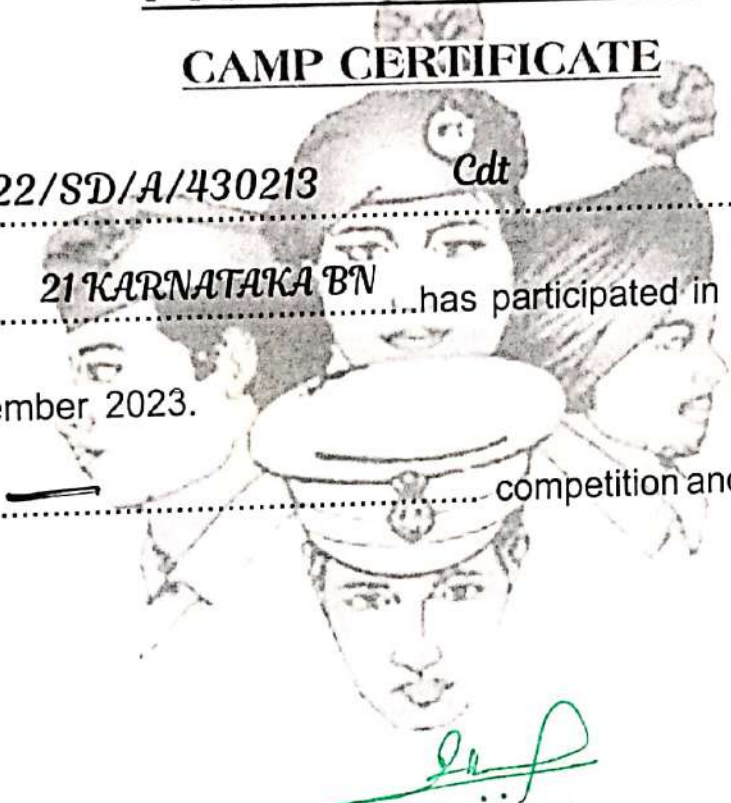 CAMP CERTIFICATE
22/SD/A/430213 Cdt
21 KARNATAKA BN has participated in
ember 2023.
competition and